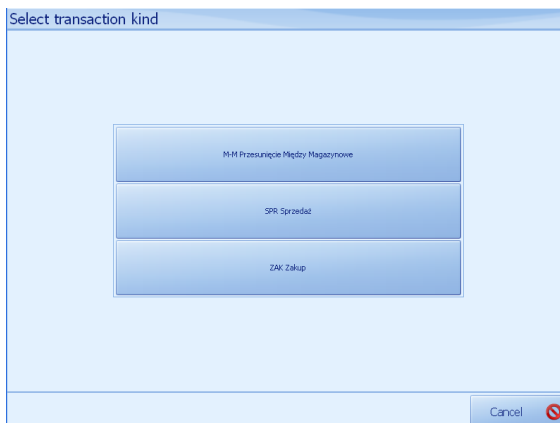 Select transaction kind
M-M Przesunięcie Między Magazynowe
SPR Sprzedaż
ZAK Zakup
Cancel